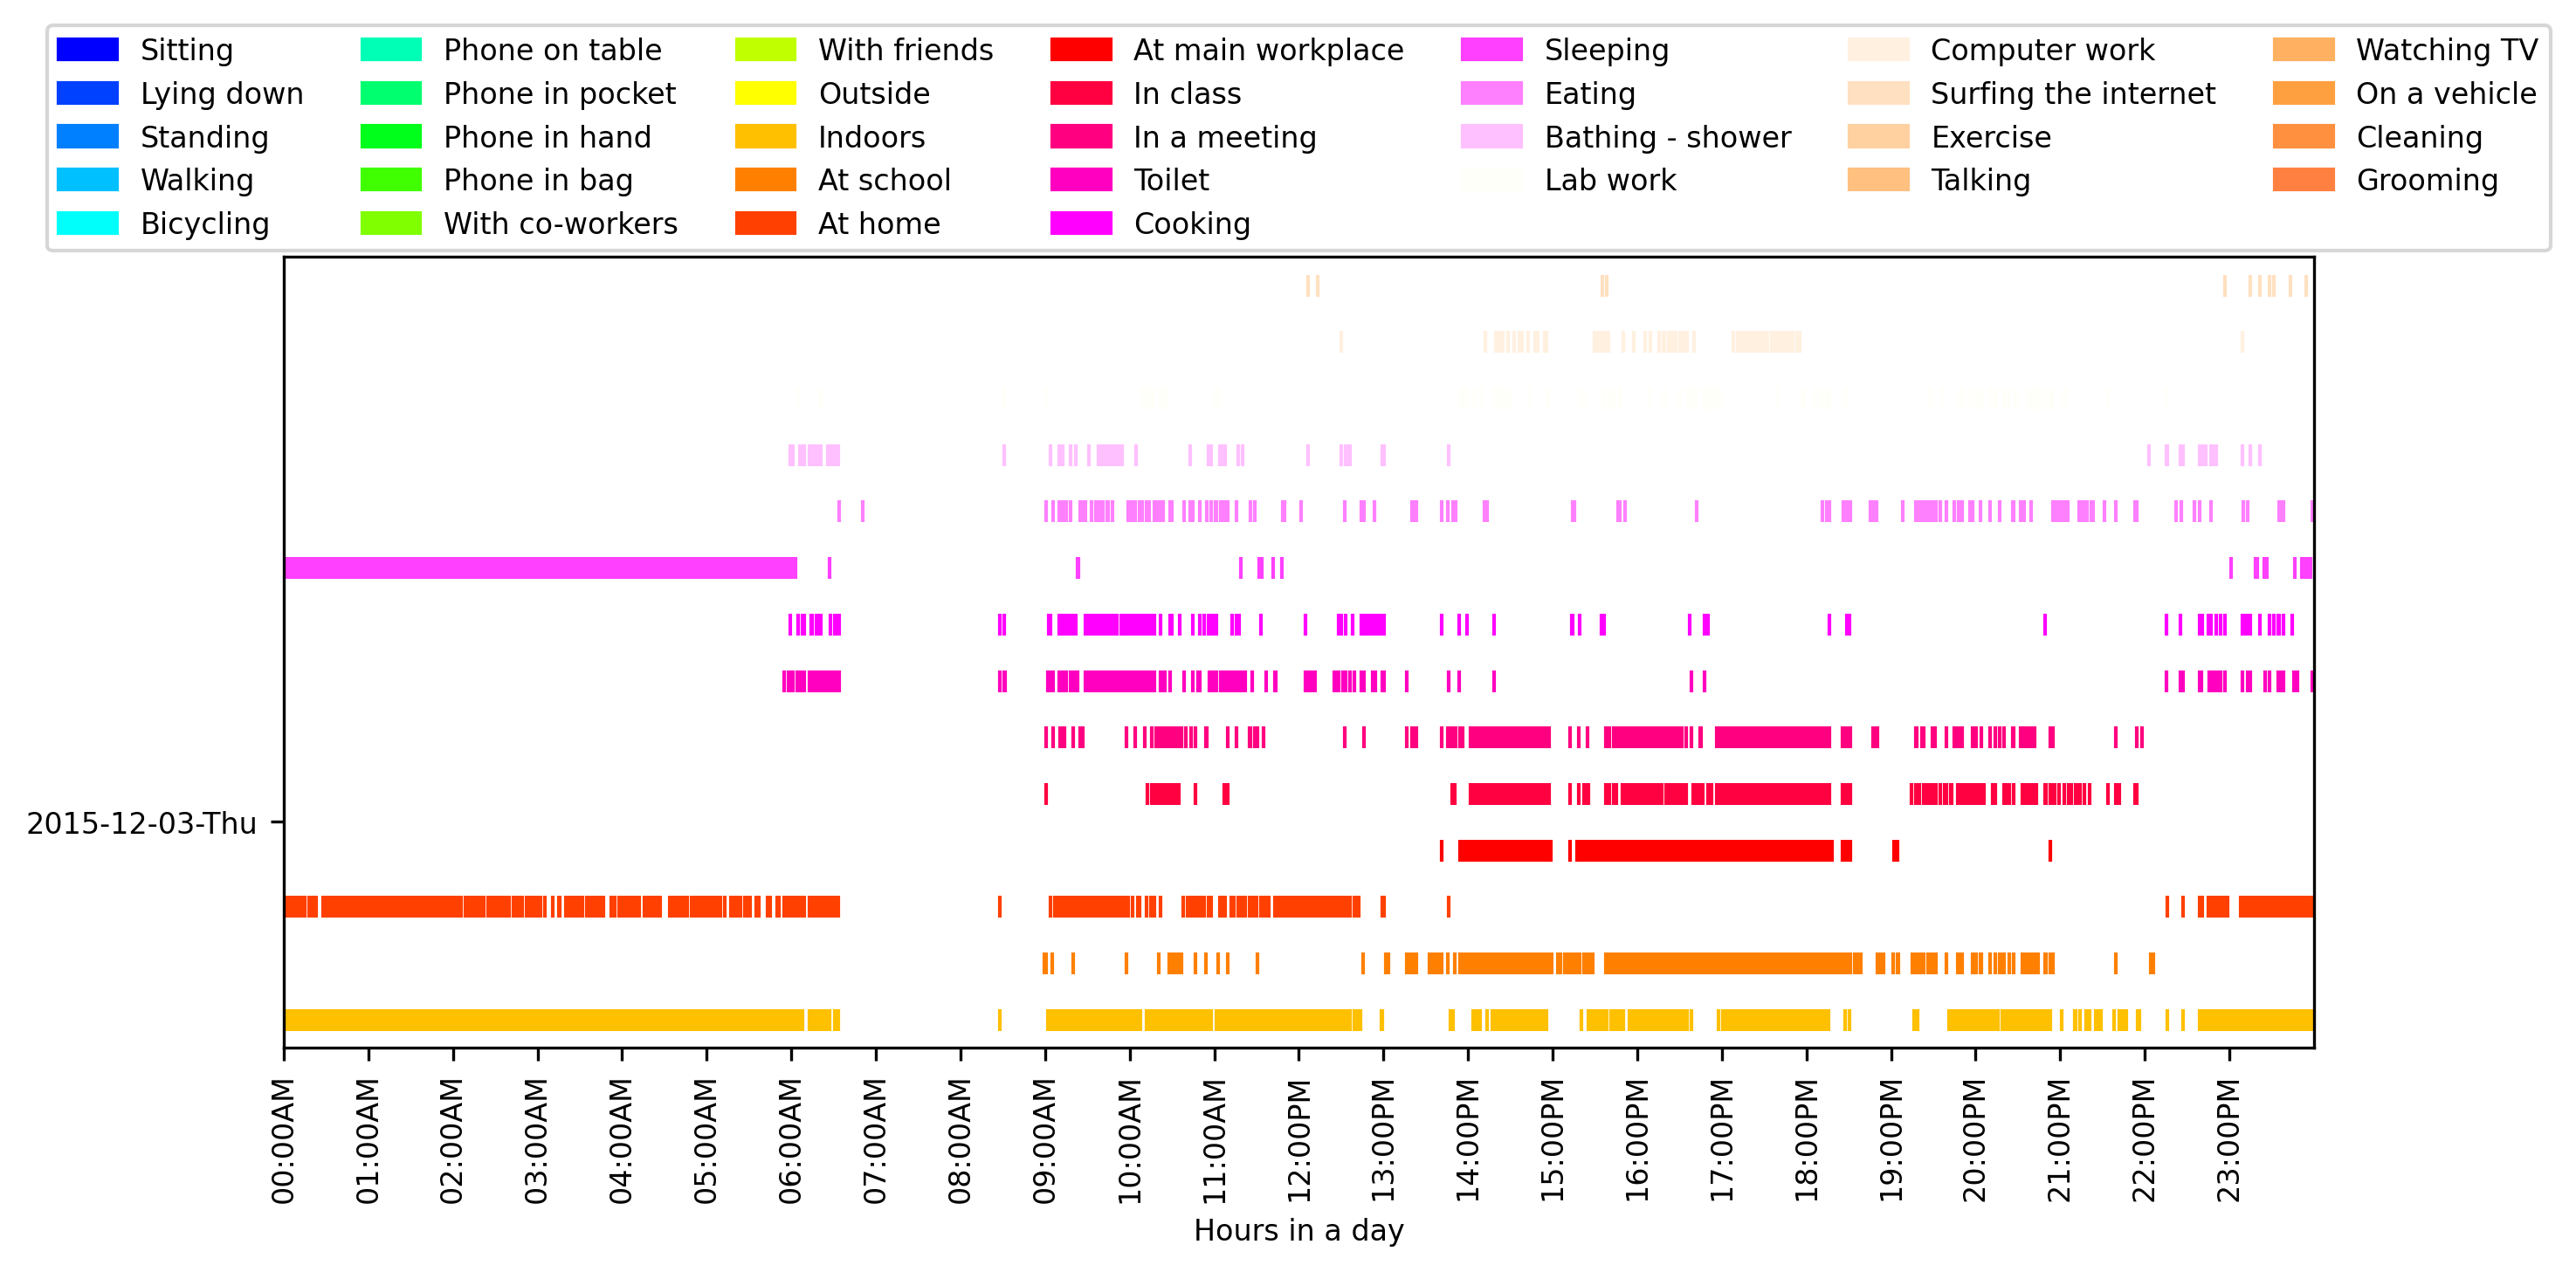 Sitting Phone on table With friends At main workplace Sleeping Computer work Watching TV
Lying down Phone in pocket Outside In class Eating Surfing the internet On a vehicle
Standing Phone in hand Indoors In a meeting Bathing - shower Exercise Cleaning
Walking Phone in bag At school Toilet Lab work Talking Grooming
Bicycling With co-workers At home Cooking
2015-12-03-Thu
00:00AM 01:00AM 02:00AM 03:00AM 04:00AM 05:00AM 06:00AM 07:00AM 08:00AM 09:00AM 10:00AM 11:00AM 12:00PM 13:00PM 14:00PM 15:00PM 16:00PM 17:00PM 18:00PM 19:00PM 20:00PM 21:00PM 22:00PM 23:00PM
Hours in a day